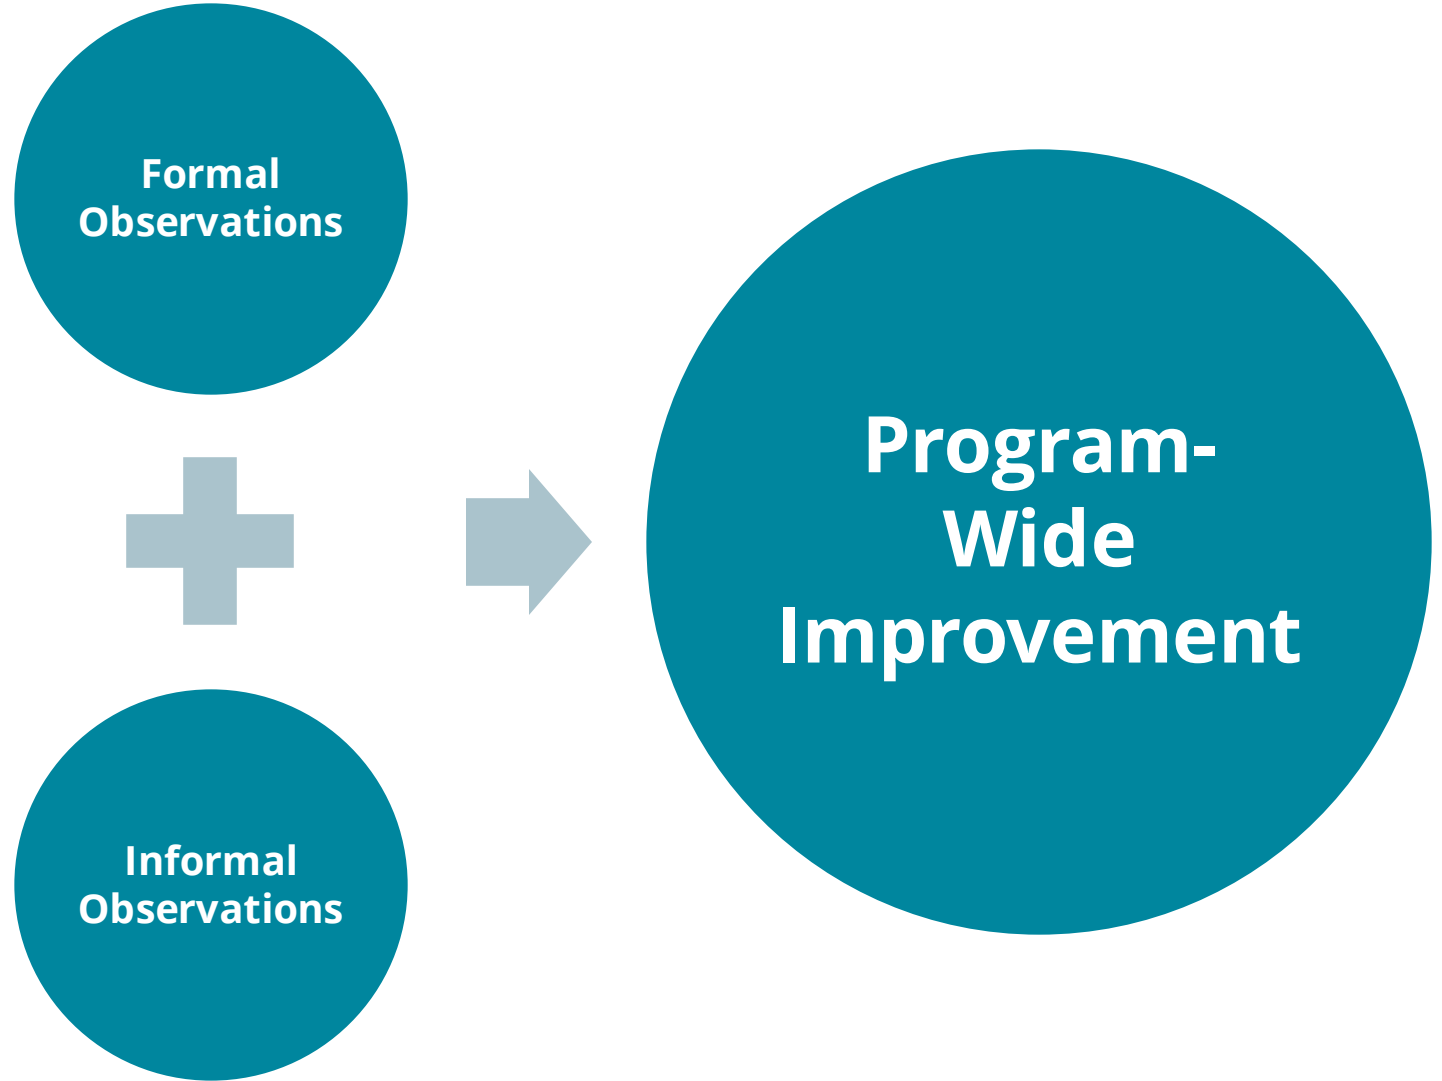 Formal
Observations
Informal
Observations
Program-
Wide
Improvement